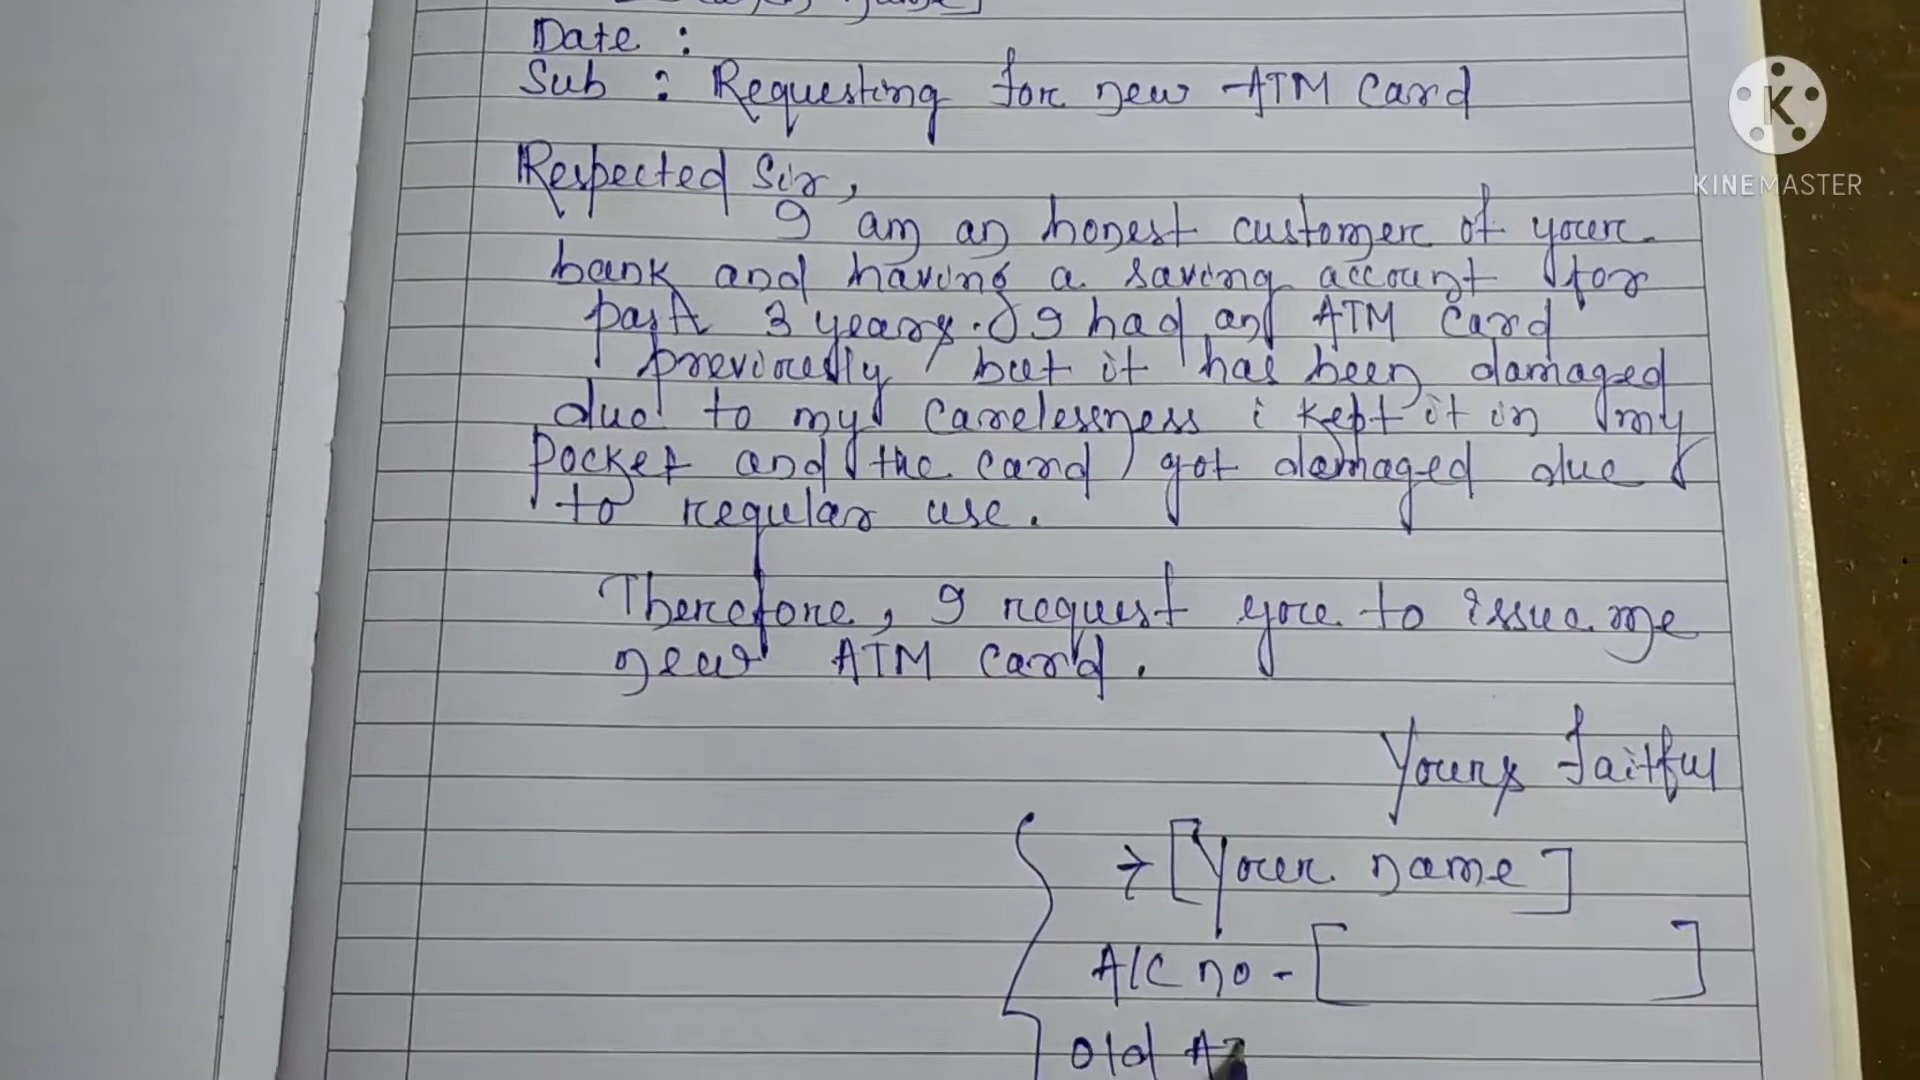 Date :
Sub : Requesting for new ATM Card
Respected Sir,
I am an honest customer of your
bank and having a saving account for
past 3 years. I had an ATM Card
previously but it has been damaged
due to my carelessness i kept it in my
Pocket and the card got damaged due
to regular use.
Therefore, I request you to issue me
new ATM Card.
Yours faitful
→ [Your name]
A/C no - [ ]
old
KINEMASTER